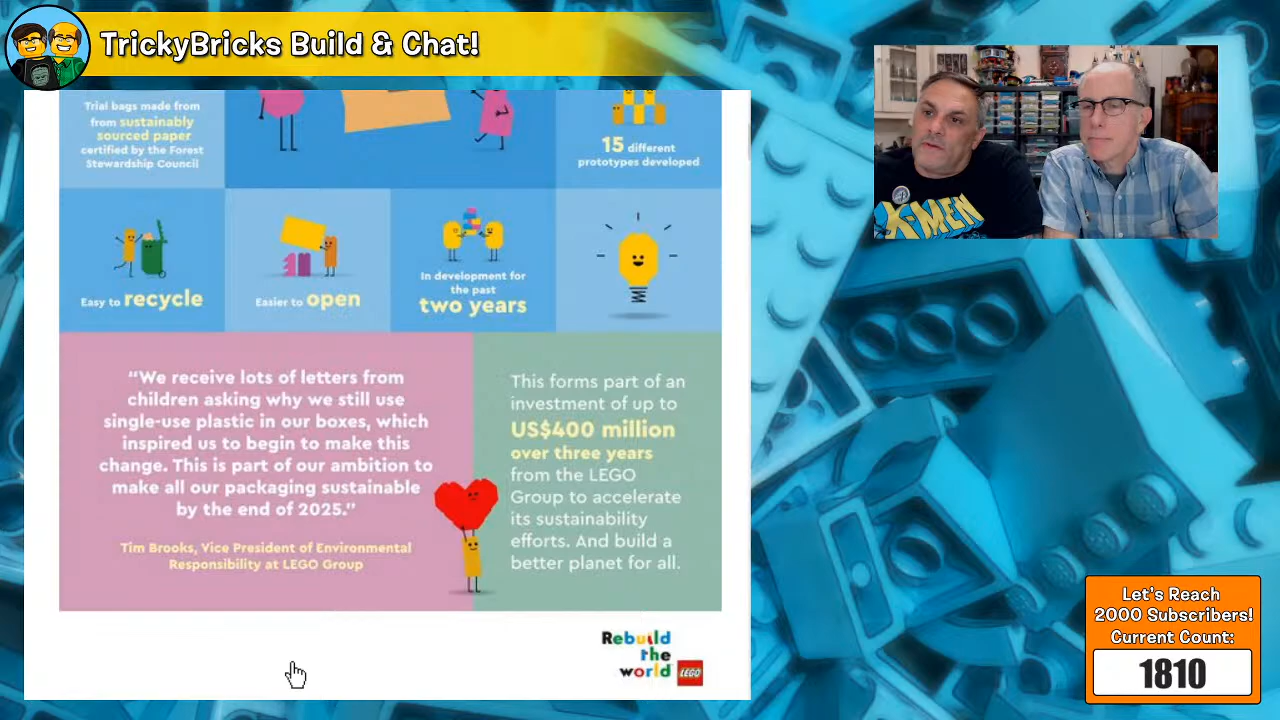 TrickyBricks Build & Chat!
Trial bags made from
from sustainably
sourced paper
certified by the Forest
Stewardship Council
15 different
prototypes developed
Easy to recycle
Easier to open
In development for
the past
two years
"We receive lots of letters from
children asking why we still use
single-use plastic in our boxes, which
inspired us to begin to make this
change. This is part of our ambition to
make all our packaging sustainable
by the end of 2025."
Tim Brooks, Vice President of Environmental
Responsibility at LEGO Group
This forms part of an
investment of up to
US$400 million
over three years
from the LEGO
Group to accelerate
its sustainability
efforts. And build a
better planet for all.
Rebuild
the
world
LEGO
X-MEN
Let's Reach
2000 Subscribers!
Current Count:
1810